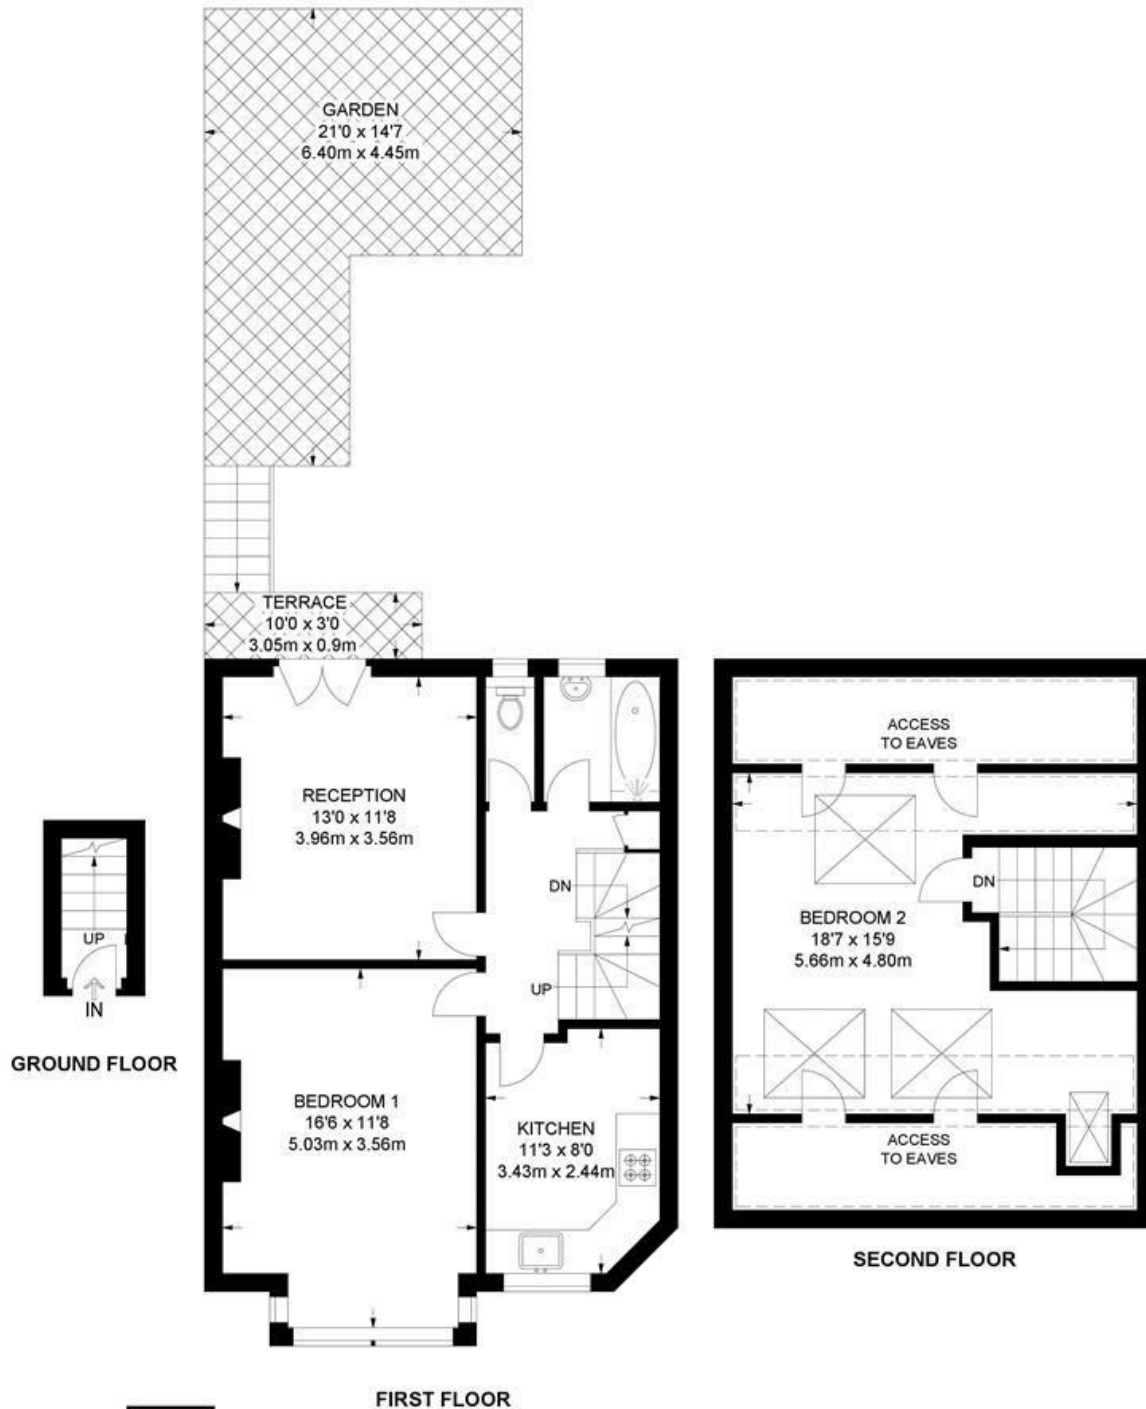 GARDEN
21'0 x 14'7
6.40m x 4.45m
TERRACE
10'0 x 3'0
3.05m x 0.9m
RECEPTION
13'0 x 11'8
3.96m x 3.56m
DN
UP
BEDROOM 1
16'6 x 11'8
5.03m x 3.56m
KITCHEN
11'3 x 8'0
3.43m x 2.44m
FIRST FLOOR
UP
IN
GROUND FLOOR
ACCESS
TO EAVES
DN
BEDROOM 2
18'7 x 15'9
5.66m x 4.80m
ACCESS
TO EAVES
SECOND FLOOR